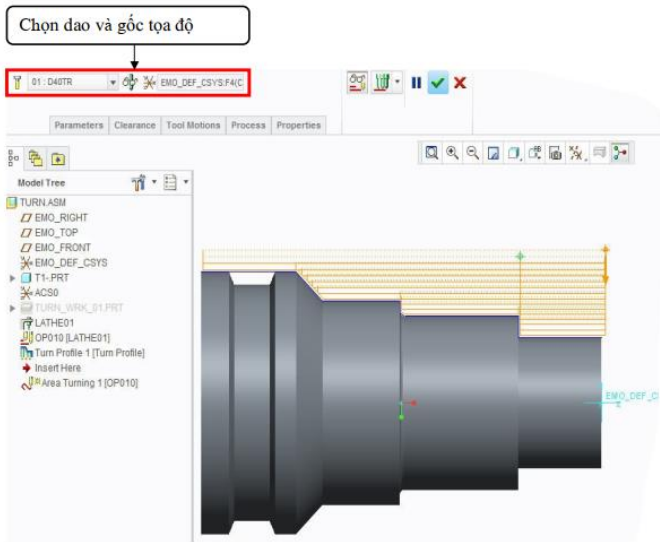 Chọn dao và gốc tọa độ
01 : D40TR
EMO_DEF_CSYS:F4(C
Parameters
Clearance
Tool Motions
Process
Properties
Model Tree
TURN.ASM
EMO_RIGHT
EMO_TOP
EMO_FRONT
EMO_DEF_CSYS
T1-.PRT
ACS0
TURN_WRK_01.PRT
LATHE01
OP010 [LATHE01]
Turn Profile 1 [Turn Profile]
Insert Here
Area Turning 1 [OP010]
EMO_DEF_C